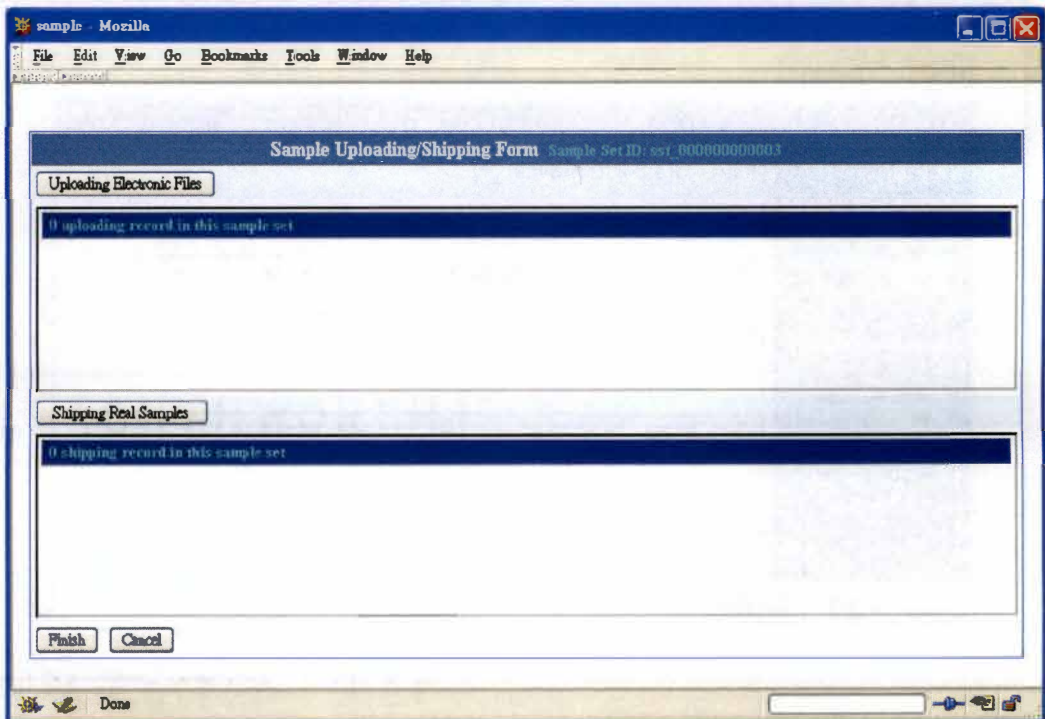 sample - Mozilla
File Edit View Go Bookmarks Tools Window Help
Sample Uploading/Shipping Form Sample Set ID: sst_000000000003
Uploading Electronic Files
0 uploading record in this sample set
Shipping Real Samples
0 shipping record in this sample set
Finish Cancel
Done